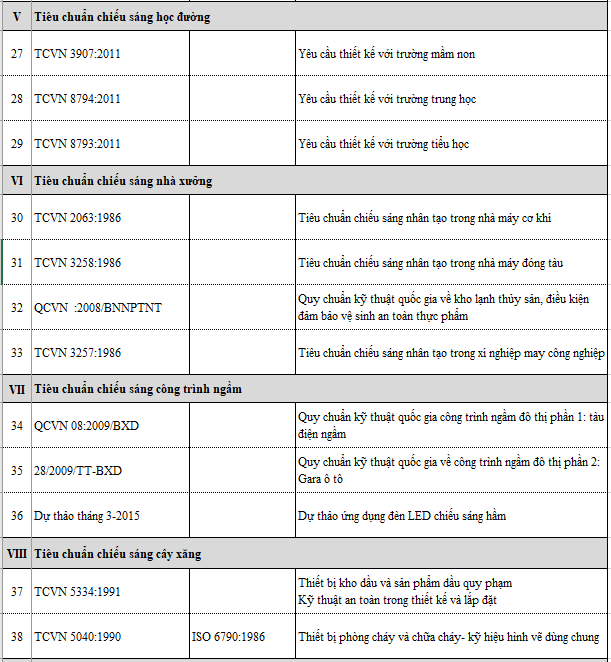 V Tiêu chuẩn chiếu sáng học đường
27 TCVN 3907:2011 Yêu cầu thiết kế với trường mầm non
28 TCVN 8794:2011 Yêu cầu thiết kế với trường trung học
29 TCVN 8793:2011 Yêu cầu thiết kế với trường tiểu học
VI Tiêu chuẩn chiếu sáng nhà xưởng
30 TCVN 2063:1986 Tiêu chuẩn chiếu sáng nhân tạo trong nhà máy cơ khí
31 TCVN 3258:1986 Tiêu chuẩn chiếu sáng nhân tạo trong nhà máy đóng tàu
32 QCVN :2008/BNNPTNT Quy chuẩn kỹ thuật quốc gia về kho lạnh thủy sản, điều kiện
đảm bảo vệ sinh an toàn thực phẩm
33 TCVN 3257:1986 Tiêu chuẩn chiếu sáng nhân tạo trong xí nghiệp may công nghiệp
VII Tiêu chuẩn chiếu sáng công trình ngầm
34 QCVN 08:2009/BXD Quy chuẩn kỹ thuật quốc gia công trình ngầm đô thị phần 1: tàu
điện ngầm
35 28/2009/TT-BXD Quy chuẩn kỹ thuật quốc gia về công trình ngầm đô thị phần 2:
Gara ô tô
36 Dự thảo tháng 3-2015 Dự thảo ứng dụng đèn LED chiếu sáng hầm
VIII Tiêu chuẩn chiếu sáng cây xăng
37 TCVN 5334:1991 Thiết bị kho dầu và sản phẩm dầu quy phạm
Kỹ thuật an toàn trong thiết kế và lắp đặt
38 TCVN 5040:1990 ISO 6790:1986 Thiết bị phòng cháy và chữa cháy- ký hiệu hình vẽ dùng chung